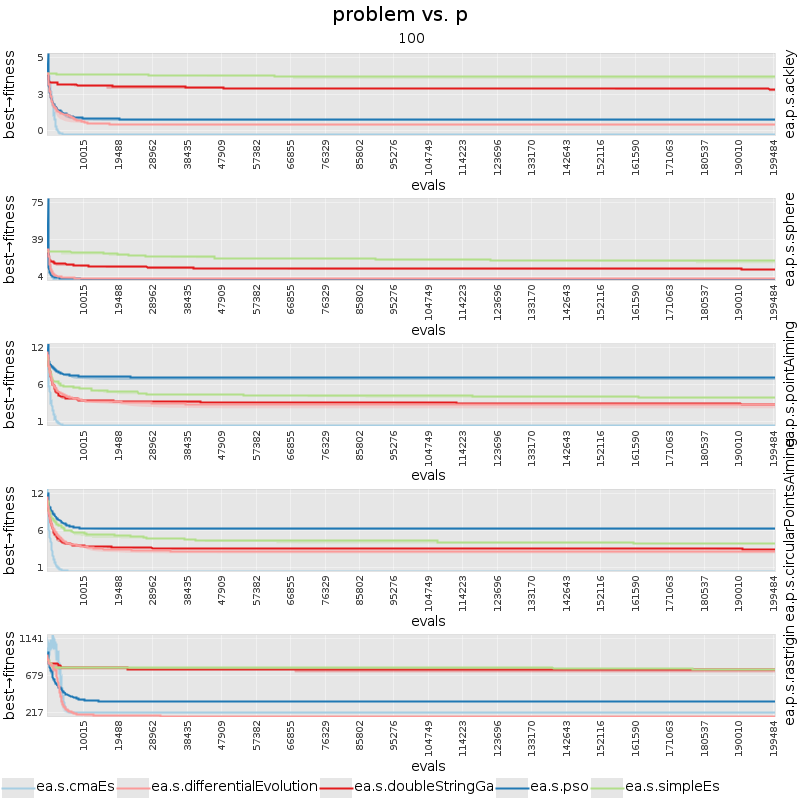 problem vs. p
100
best→fitness
5
3
0
ea.p.s.ackley
10015 19488 28962 38435 47909 57382 66855 76329 85802 95276 104749 114223 123696 133170 142643 152116 161590 171063 180537 190010 199484
evals
best→fitness
75
39
4
ea.p.s.sphere
10015 19488 28962 38435 47909 57382 66855 76329 85802 95276 104749 114223 123696 133170 142643 152116 161590 171063 180537 190010 199484
evals
best→fitness
12
6
1
ea.p.s.pointAiming
10015 19488 28962 38435 47909 57382 66855 76329 85802 95276 104749 114223 123696 133170 142643 152116 161590 171063 180537 190010 199484
evals
best→fitness
12
6
1
ea.p.s.circularPointsAiming
10015 19488 28962 38435 47909 57382 66855 76329 85802 95276 104749 114223 123696 133170 142643 152116 161590 171063 180537 190010 199484
evals
best→fitness
1141
679
217
ea.p.s.rastrigin
10015 19488 28962 38435 47909 57382 66855 76329 85802 95276 104749 114223 123696 133170 142643 152116 161590 171063 180537 190010 199484
evals
ea.s.cmaEs ea.s.differentialEvolution ea.s.doubleStringGa ea.s.pso ea.s.simpleEs